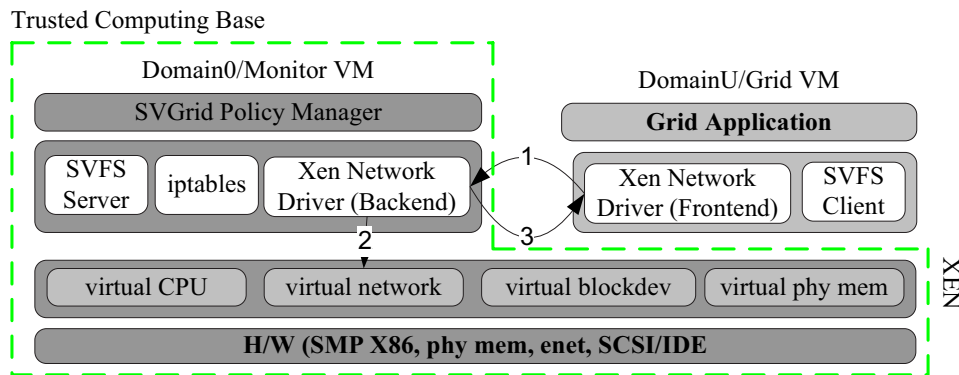 Trusted Computing Base
Domain0/Monitor VM
SVGrid Policy Manager
SVFS
Server
iptables
Xen Network
Driver (Backend)
1
2
3
DomainU/Grid VM
Grid Application
Xen Network
Driver (Frontend)
SVFS
Client
virtual CPU
virtual network
virtual blockdev
virtual phy mem
XEN
H/W (SMP X86, phy mem, enet, SCSI/IDE